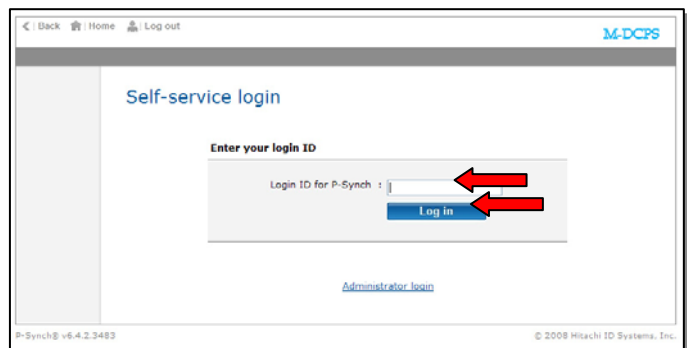 Back Home Log out
M-DCPS
Self-service login
Enter your login ID
Login ID for P-Synch :
Log in
Administrator login
P-Synch® v6.4.2.3483 © 2008 Hitachi ID Systems, Inc.